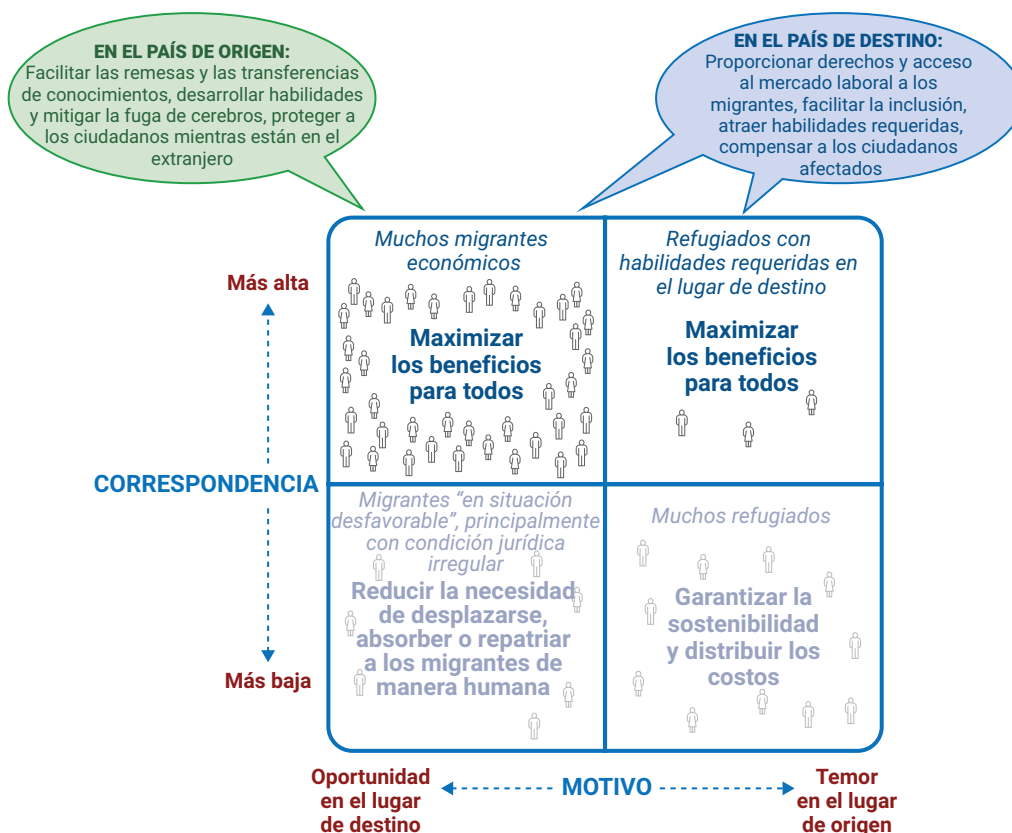 EN EL PAÍS DE ORIGEN:
Facilitar las remesas y las transferencias
de conocimientos, desarrollar habilidades
y mitigar la fuga de cerebros, proteger a
los ciudadanos mientras están en el
extranjero
EN EL PAÍS DE DESTINO:
Proporcionar derechos y acceso
al mercado laboral a los
migrantes, facilitar la inclusión,
atraer habilidades requeridas,
compensar a los ciudadanos
afectados
Muchos migrantes
económicos
Maximizar
los beneficios
para todos
Refugiados con
habilidades requeridas en
el lugar de destino
Maximizar
los beneficios
para todos
Más alta
CORRESPONDENCIA
Más baja
Migrantes “en situación
desfavorable”, principalmente
con condición jurídica
irregular
Reducir la necesidad
de desplazarse,
absorber o repatriar
a los migrantes de
manera humana
Muchos refugiados
Garantizar la
sostenibilidad
y distribuir los
costos
Oportunidad
en el lugar
de destino
MOTIVO
Temor
en el lugar
de origen